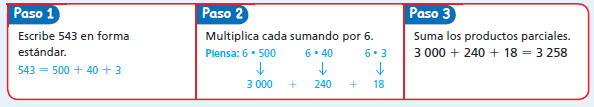 Paso 1
Escribe 543 en forma
estándar.
543 = 500 + 40 + 3
Paso 2
Multiplica cada sumando por 6.
Piensa: 6 • 500 6 • 40 6 • 3
↓ ↓ ↓
3 000 + 240 + 18
Paso 3
Suma los productos parciales.
3 000 + 240 + 18 = 3 258